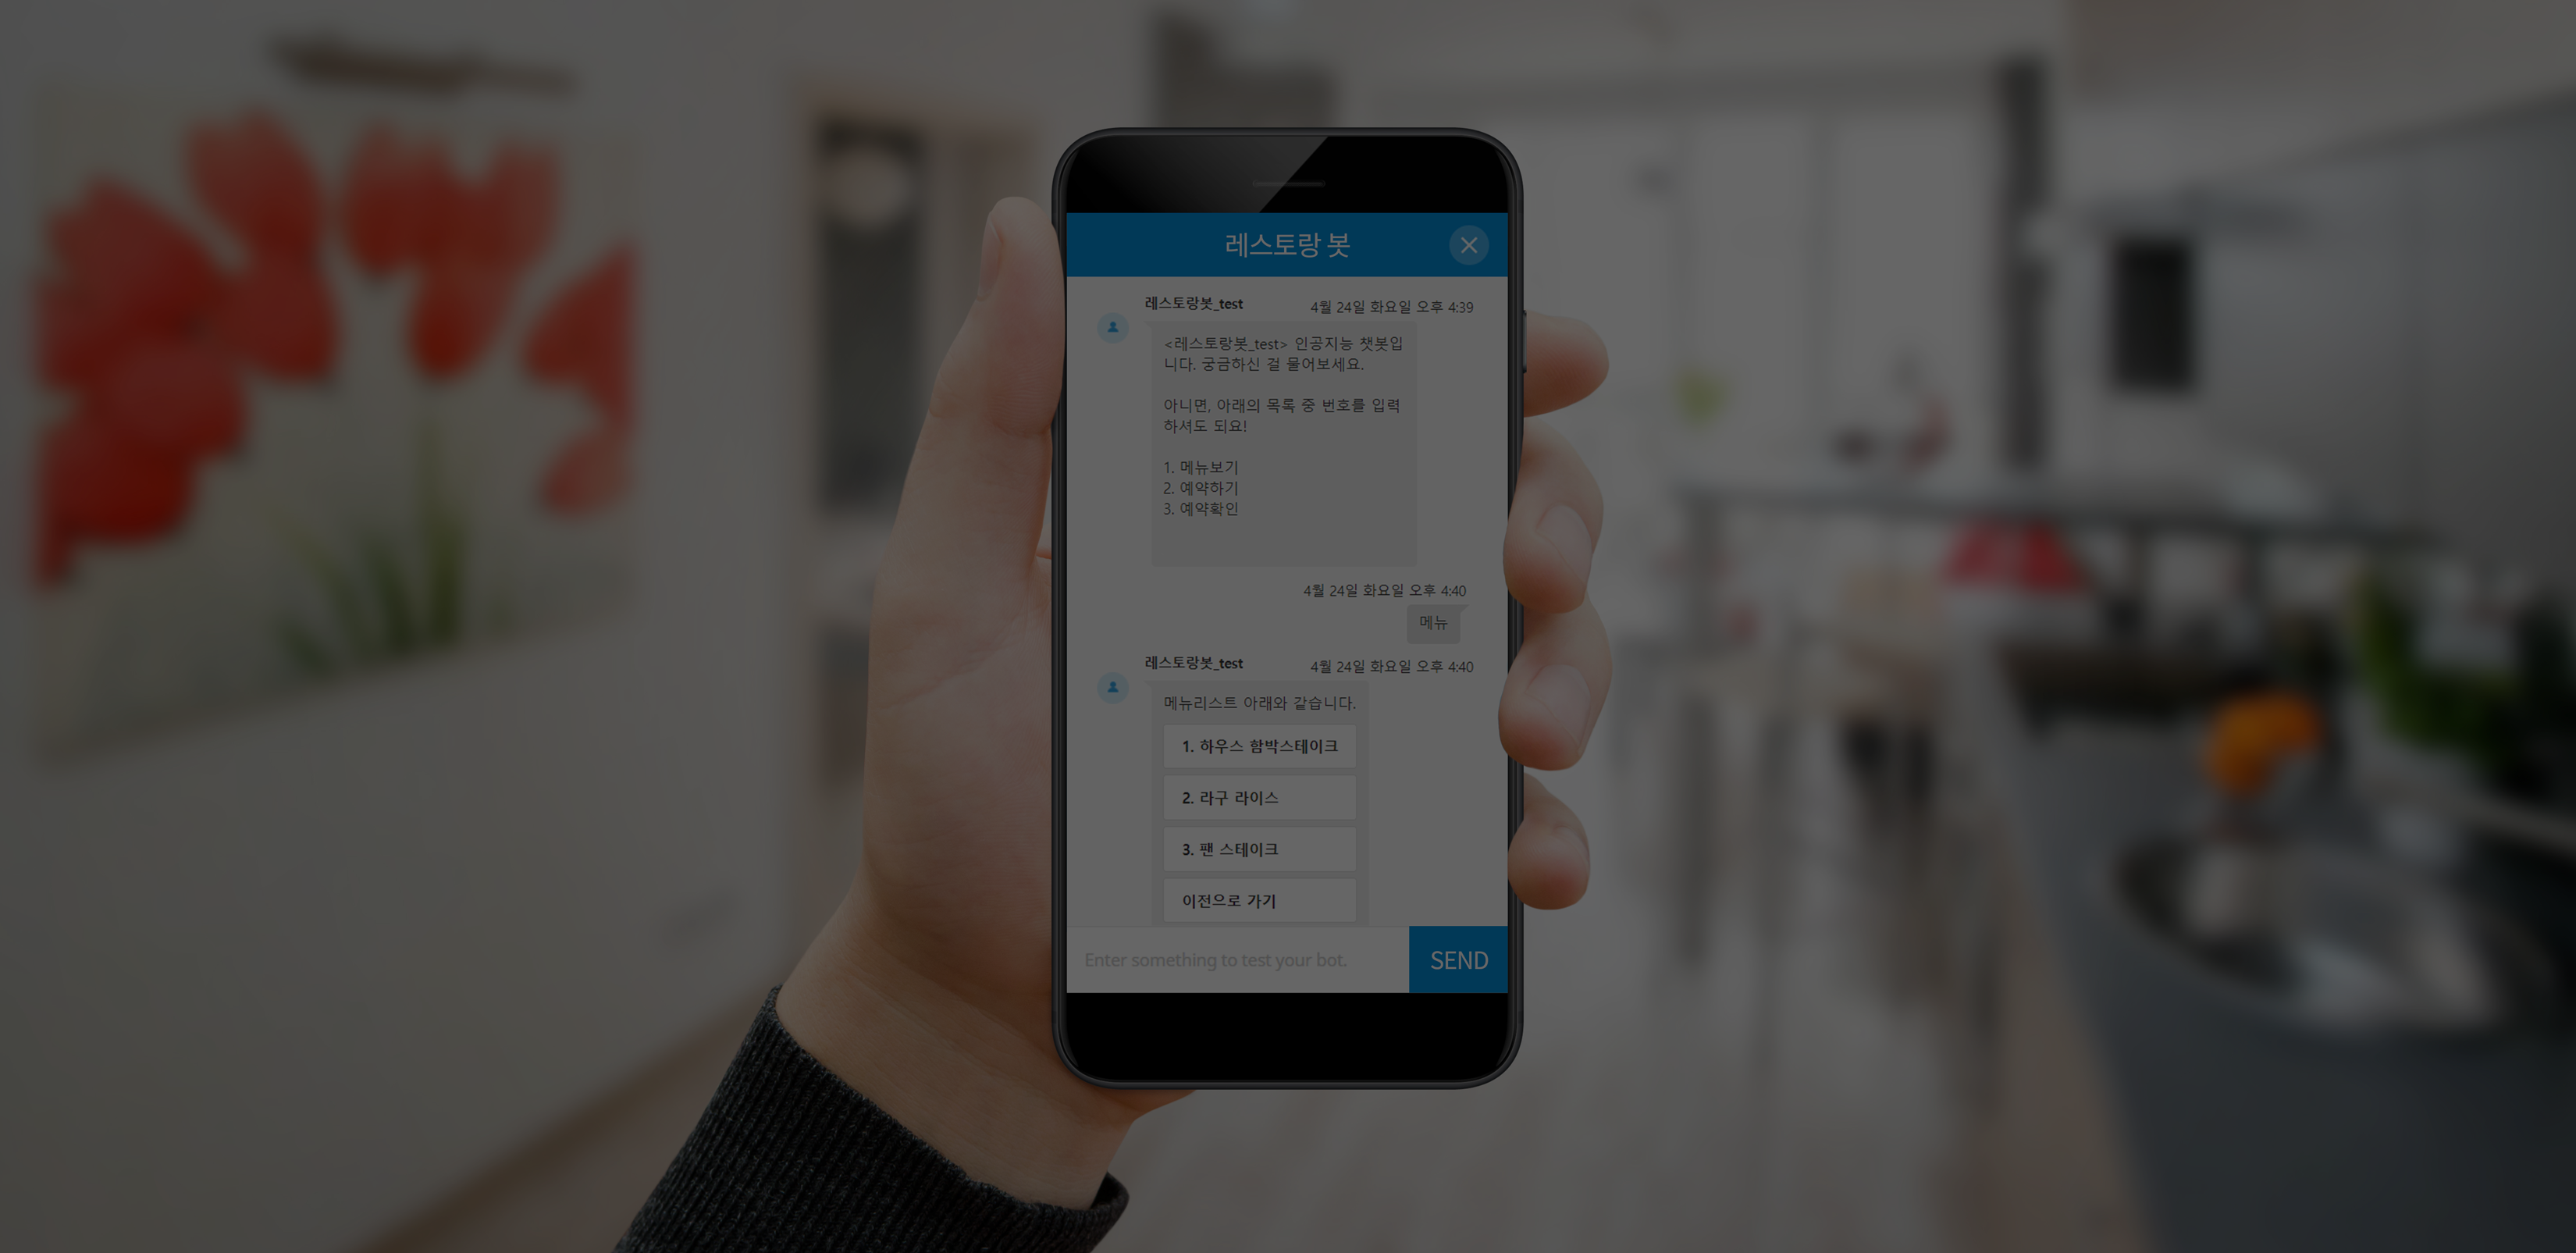 레스토랑 봇
레스토랑봇_test 4월 24일 화요일 오후 4:39
<레스토랑봇_test> 인공지능 챗봇입
니다. 궁금하신 걸 물어보세요.
아니면, 아래의 목록 중 번호를 입력
하셔도 되요!
1. 메뉴보기
2. 예약하기
3. 예약확인
4월 24일 화요일 오후 4:40
메뉴
레스토랑봇_test 4월 24일 화요일 오후 4:40
메뉴리스트 아래와 같습니다.
1. 하우스 함박스테이크
2. 라구 라이스
3. 팬 스테이크
이전으로 가기
Enter something to test your bot.
SEND